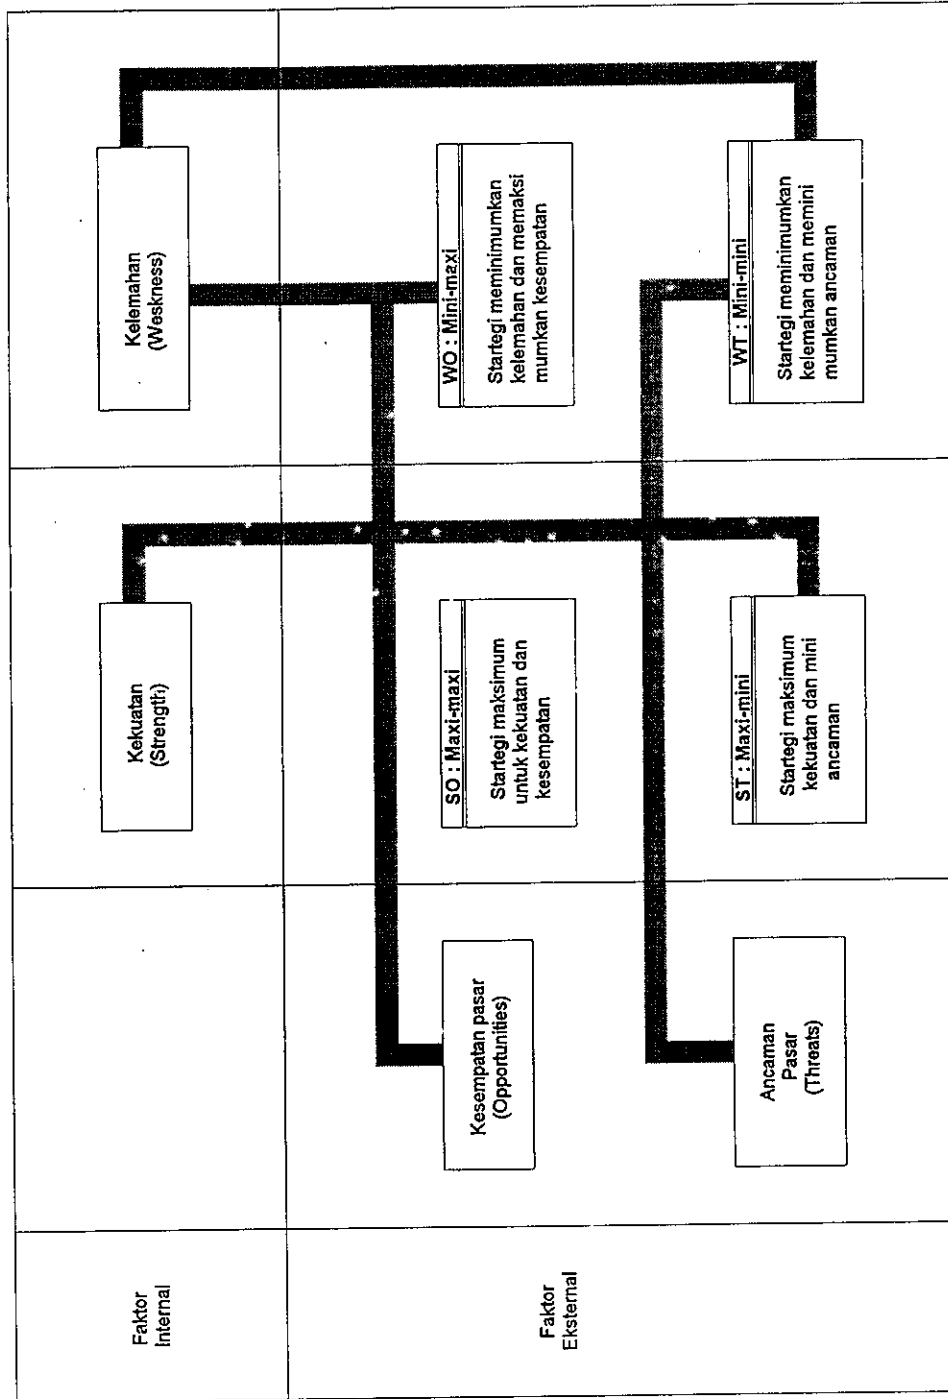 Faktor
Internal
Kekuatan
(Strength)
Kelemahan
(Weskness)
Faktor
Eksternal
Kesempatan pasar
(Opportunities)
SO : Maxi-maxi
Startegi maksimum
untuk kekuatan dan
kesempatan
WO : Mini-maxi
Startegi meminimumkan
kelemahan dan memaksi
mumkan kesempatan
Ancaman
Pasar
(Threats)
ST : Maxi-mini
Startegi maksimum
kekuatan dan mini
ancaman
WT : Mini-mini
Startegi meminimumkan
kelemahan dan memini
mumkan ancaman